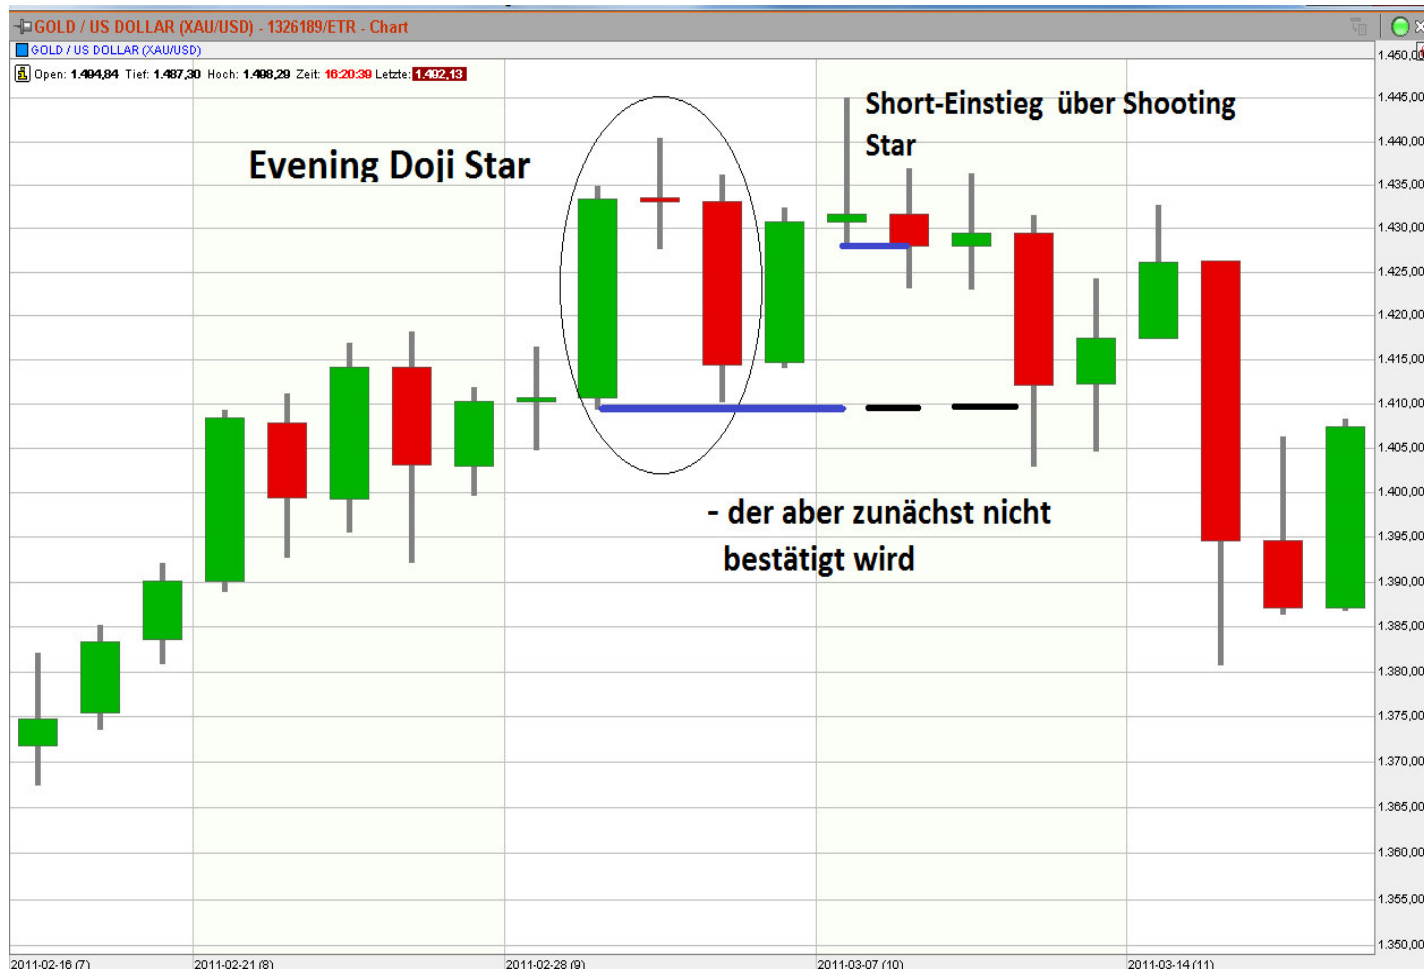 GOLD / US DOLLAR (XAU/USD) - 1326189/ETR - Chart
GOLD / US DOLLAR (XAU/USD)
Open: 1.494,84 Tief: 1.487,30 Hoch: 1.498,29 Zeit: 16:20:39 Letzte: 1.492,13
Evening Doji Star
Short-Einstieg über Shooting
Star
- der aber zunächst nicht
bestätigt wird
1.450,00
1.445,00
1.440,00
1.435,00
1.430,00
1.425,00
1.420,00
1.415,00
1.410,00
1.405,00
1.400,00
1.395,00
1.390,00
1.385,00
1.380,00
1.375,00
1.370,00
1.365,00
1.360,00
1.355,00
1.350,00
2011-02-16 (7) 2011-02-21 (8) 2011-02-28 (9) 2011-03-07 (10) 2011-03-14 (11)